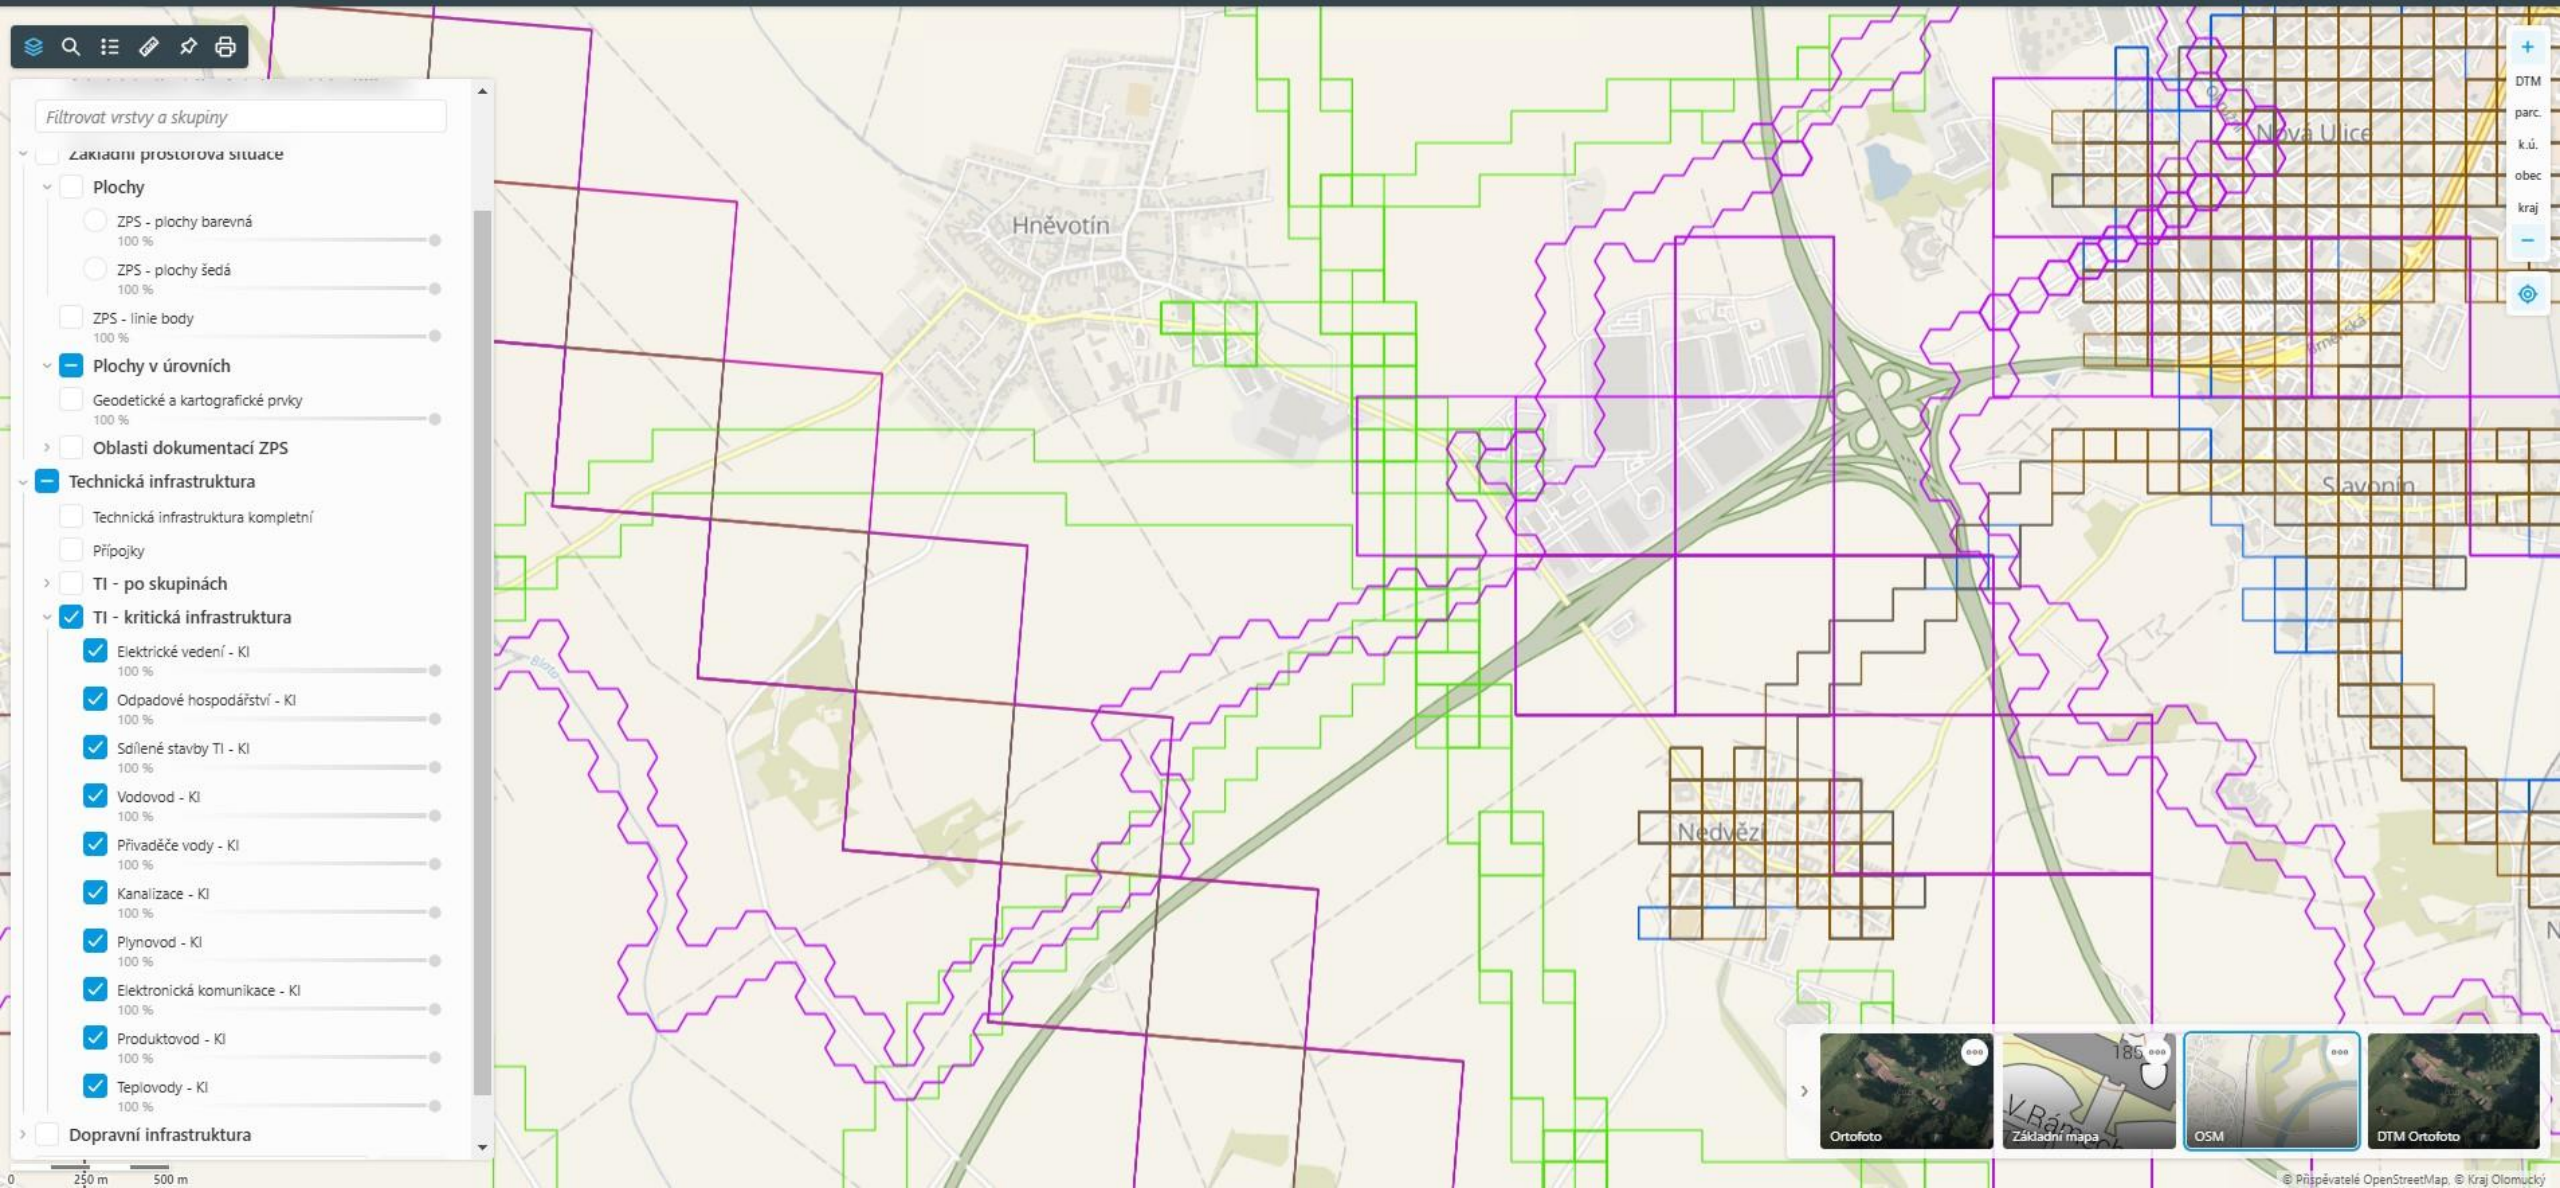 Filtrovat vrstvy a skupiny
Základní prostorová situace
Plochy
ZPS - plochy barevná
100 %
ZPS - plochy šedá
100 %
ZPS - linie body
100 %
Plochy v úrovních
Geodetické a kartografické prvky
100 %
Oblasti dokumentací ZPS
Technická infrastruktura
Technická infrastruktura kompletní
Přípojky
TI - po skupinách
TI - kritická infrastruktura
Elektrické vedení - KI
100 %
Odpadové hospodářství - KI
100 %
Sdílené stavby TI - KI
100 %
Vodovod - KI
100 %
Přivaděče vody - KI
100 %
Kanalizace - KI
100 %
Plynovod - KI
100 %
Elektronická komunikace - KI
100 %
Produktovod - KI
100 %
Teplovody - KI
100 %
Dopravní infrastruktura
0 250 m 500 m
Hněvotín
Blata
Nová Ulice
Brněnská
Slavonín
Nedvězí
+
DTM
parc.
k.ú.
obec
kraj
−
Ortofoto
185
V Rámech
Základní mapa
OSM
DTM Ortofoto
© Přispěvatelé OpenStreetMap, © Kraj Olomoucký